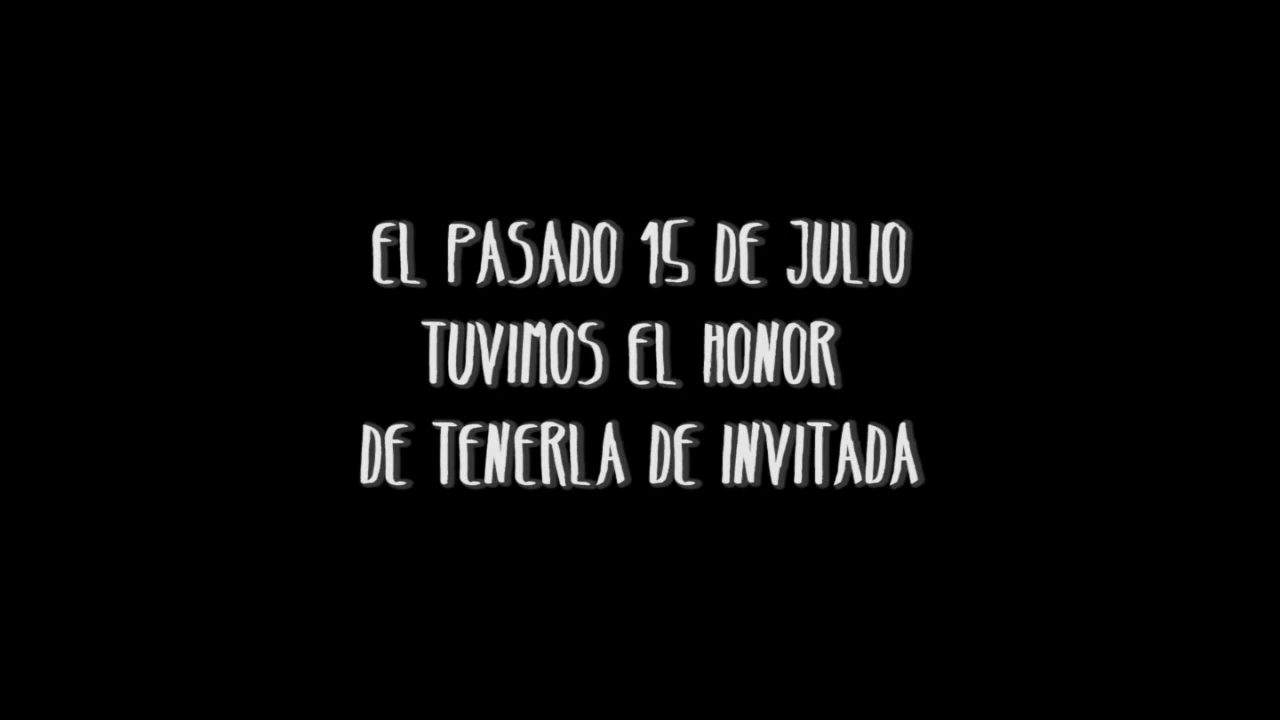 EL PASADO 15 DE JULIO
TUVIMOS EL HONOR
DE TENERLA DE INVITADA